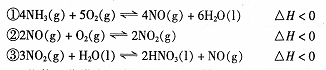 ①4NH₃(g) + 5O₂(g) ⇌ 4NO(g) + 6H₂O(l) ΔH < 0
②2NO(g) + O₂(g) ⇌ 2NO₂(g) ΔH < 0
③3NO₂(g) + H₂O(l) ⇌ 2HNO₃(l) + NO(g) ΔH < 0